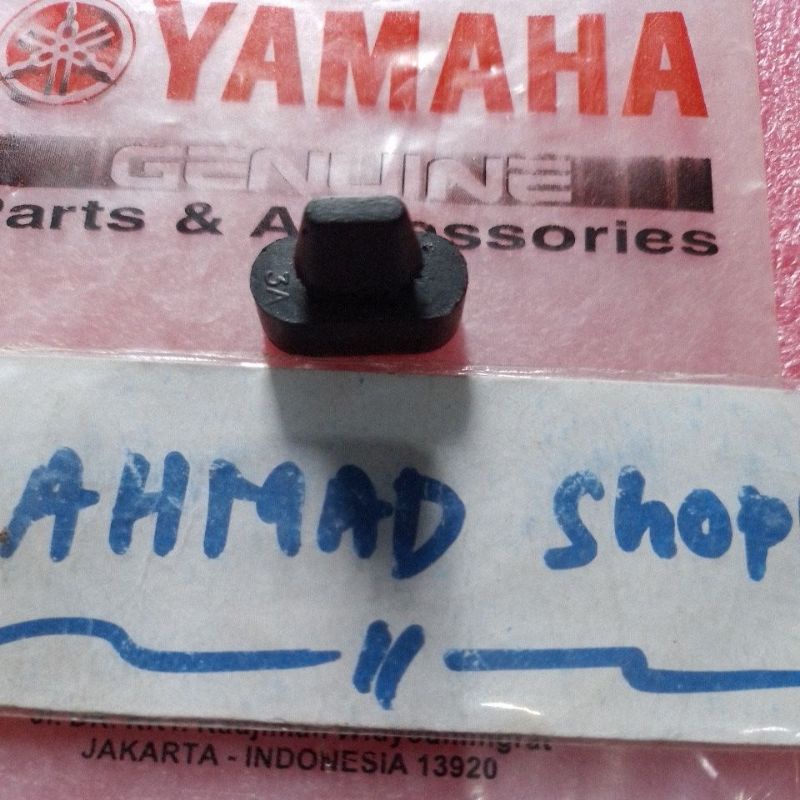 YAMAHA
GENUINE
Parts & Accessories
3A
AHMAD Shop
JAKARTA - INDONESIA 13920